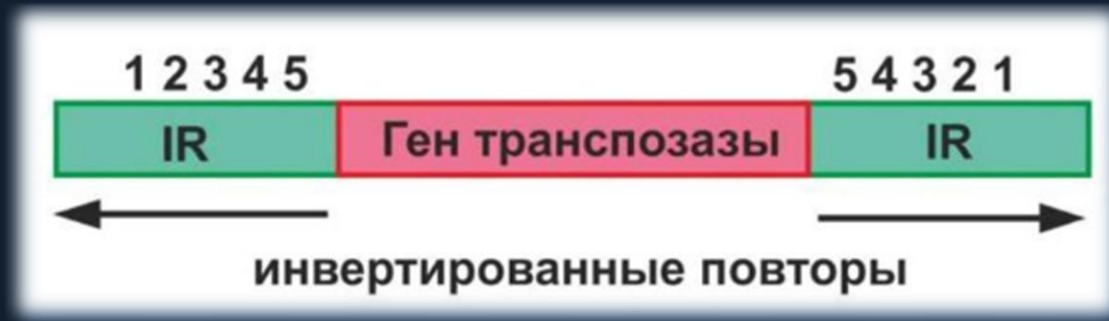 1 2 3 4 5 5 4 3 2 1
IR Ген транспозазы IR
инвертированные повторы